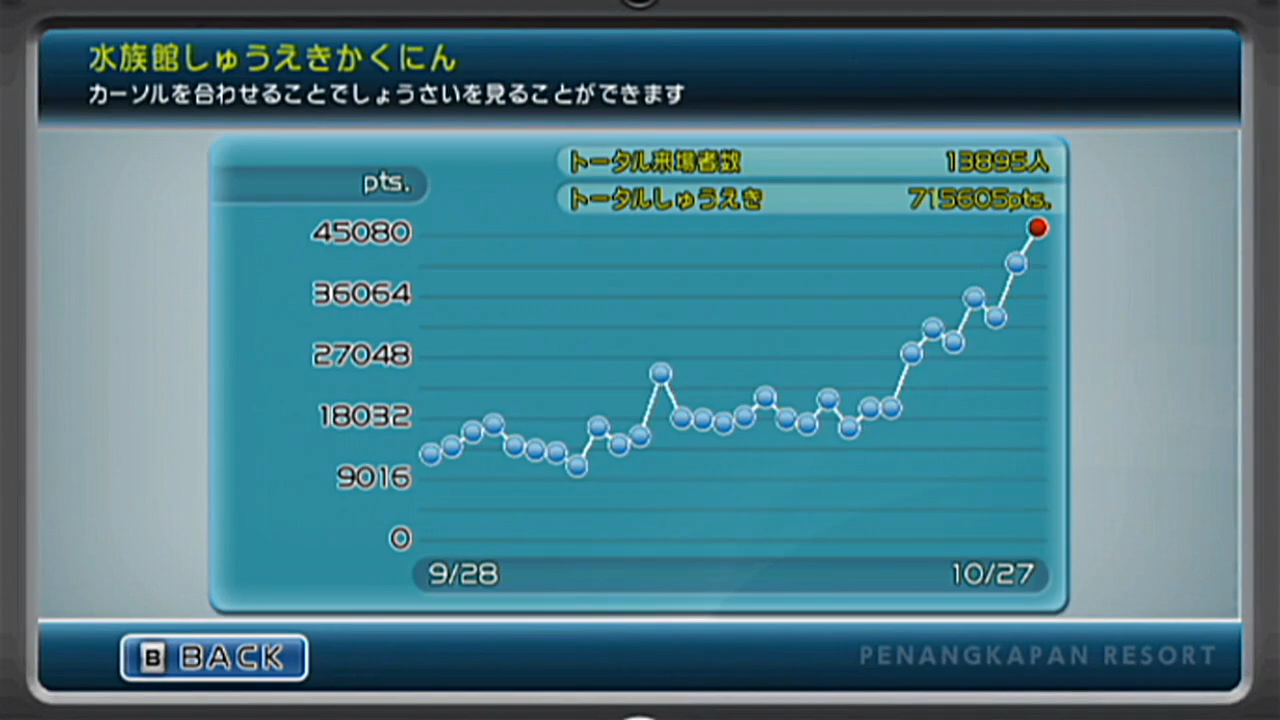 水族館しゅうえきかくにん
カーソルを合わせることでしょうさいを見ることができます
トータル来場者数 13895人
pts.
トータルしゅうえき 715605pts.
45080
36064
27048
18032
9016
0
9/28 10/27
B BACK
PENANGKAPAN RESORT